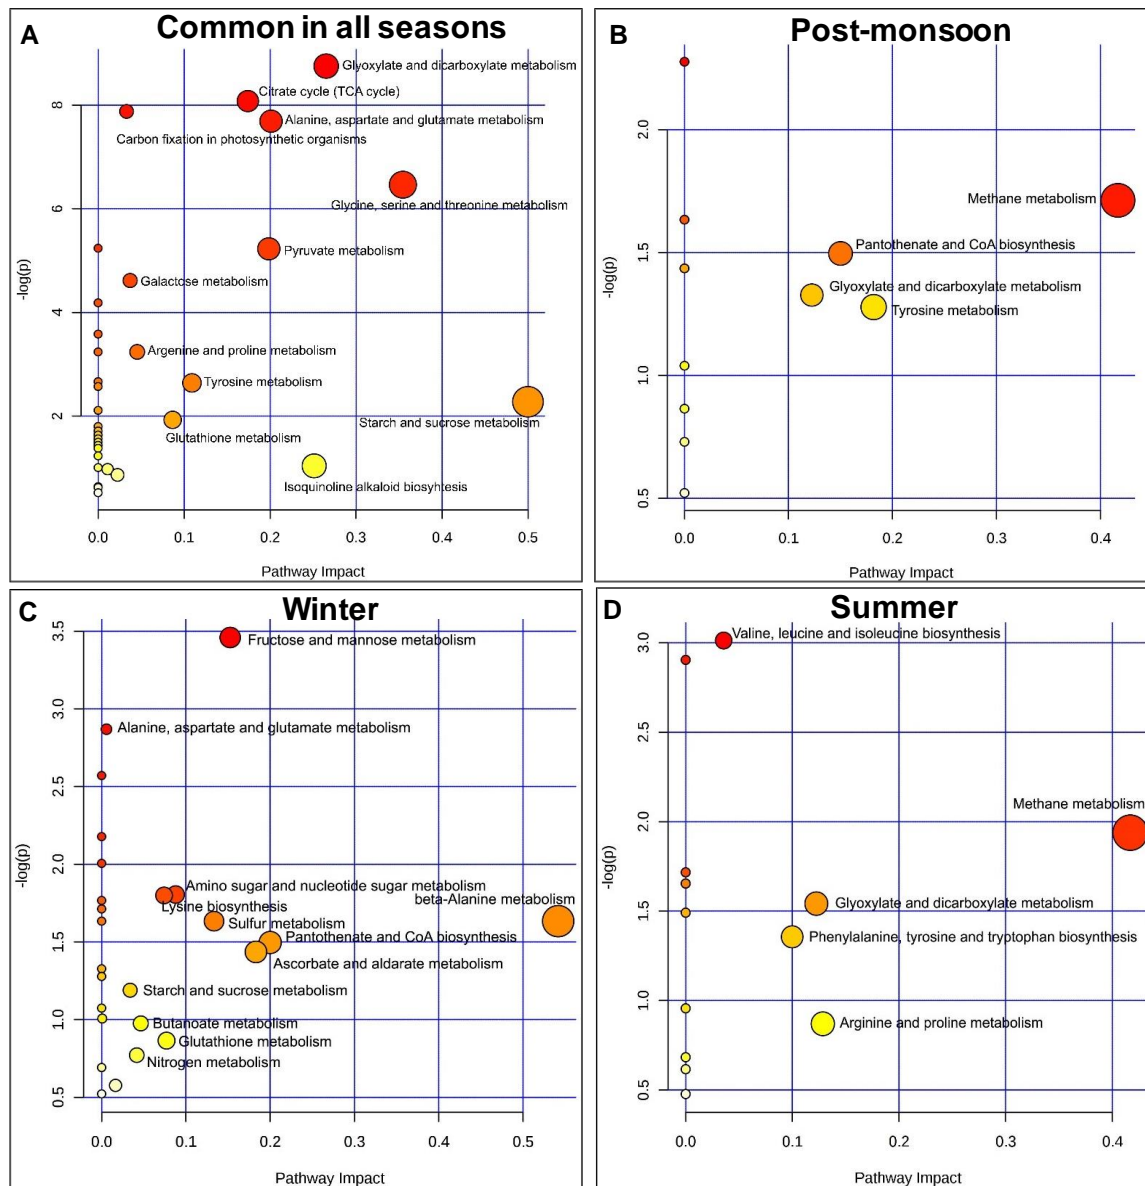 A
Common in all seasons
Glyoxylate and dicarboxylate metabolism
Citrate cycle (TCA cycle)
Alanine, aspartate and glutamate metabolism
Carbon fixation in photosynthetic organisms
Glycine, serine and threonine metabolism
Pyruvate metabolism
Galactose metabolism
Argenine and proline metabolism
Tyrosine metabolism
Starch and sucrose metabolism
Glutathione metabolism
Isoquinoline alkaloid biosyhtesis
8
6
4
2
-log(p)
0.0 0.1 0.2 0.3 0.4 0.5
Pathway Impact
B
Post-monsoon
Methane metabolism
Pantothenate and CoA biosynthesis
Glyoxylate and dicarboxylate metabolism
Tyrosine metabolism
2.0
1.5
1.0
0.5
-log(p)
0.0 0.1 0.2 0.3 0.4
Pathway Impact
C
Winter
Fructose and mannose metabolism
Alanine, aspartate and glutamate metabolism
Amino sugar and nucleotide sugar metabolism
beta-Alanine metabolism
Lysine biosynthesis
Sulfur metabolism
Pantothenate and CoA biosynthesis
Ascorbate and aldarate metabolism
Starch and sucrose metabolism
Butanoate metabolism
Glutathione metabolism
Nitrogen metabolism
3.5
3.0
2.5
2.0
1.5
1.0
0.5
-log(p)
0.0 0.1 0.2 0.3 0.4 0.5
Pathway Impact
D
Summer
Valine, leucine and isoleucine biosynthesis
Methane metabolism
Glyoxylate and dicarboxylate metabolism
Phenylalanine, tyrosine and tryptophan biosynthesis
Arginine and proline metabolism
3.0
2.5
2.0
1.5
1.0
0.5
-log(p)
0.0 0.1 0.2 0.3 0.4
Pathway Impact